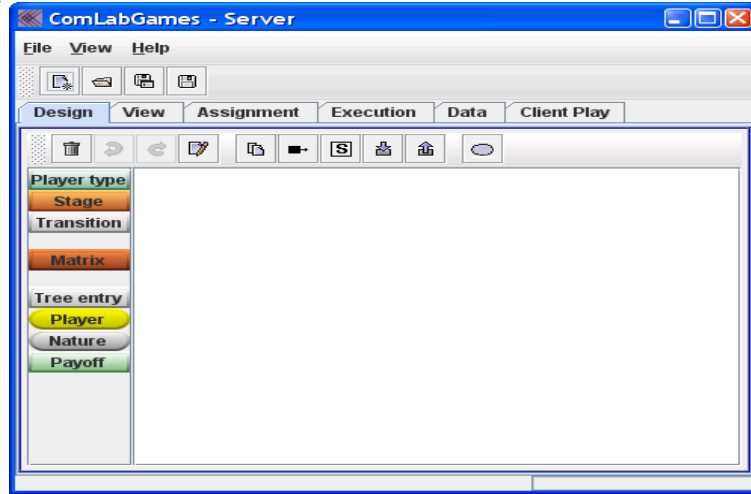 ComLabGames - Server
File View Help
Design View Assignment Execution Data Client Play
S
Player type
Stage
Transition
Matrix
Tree entry
Player
Nature
Payoff